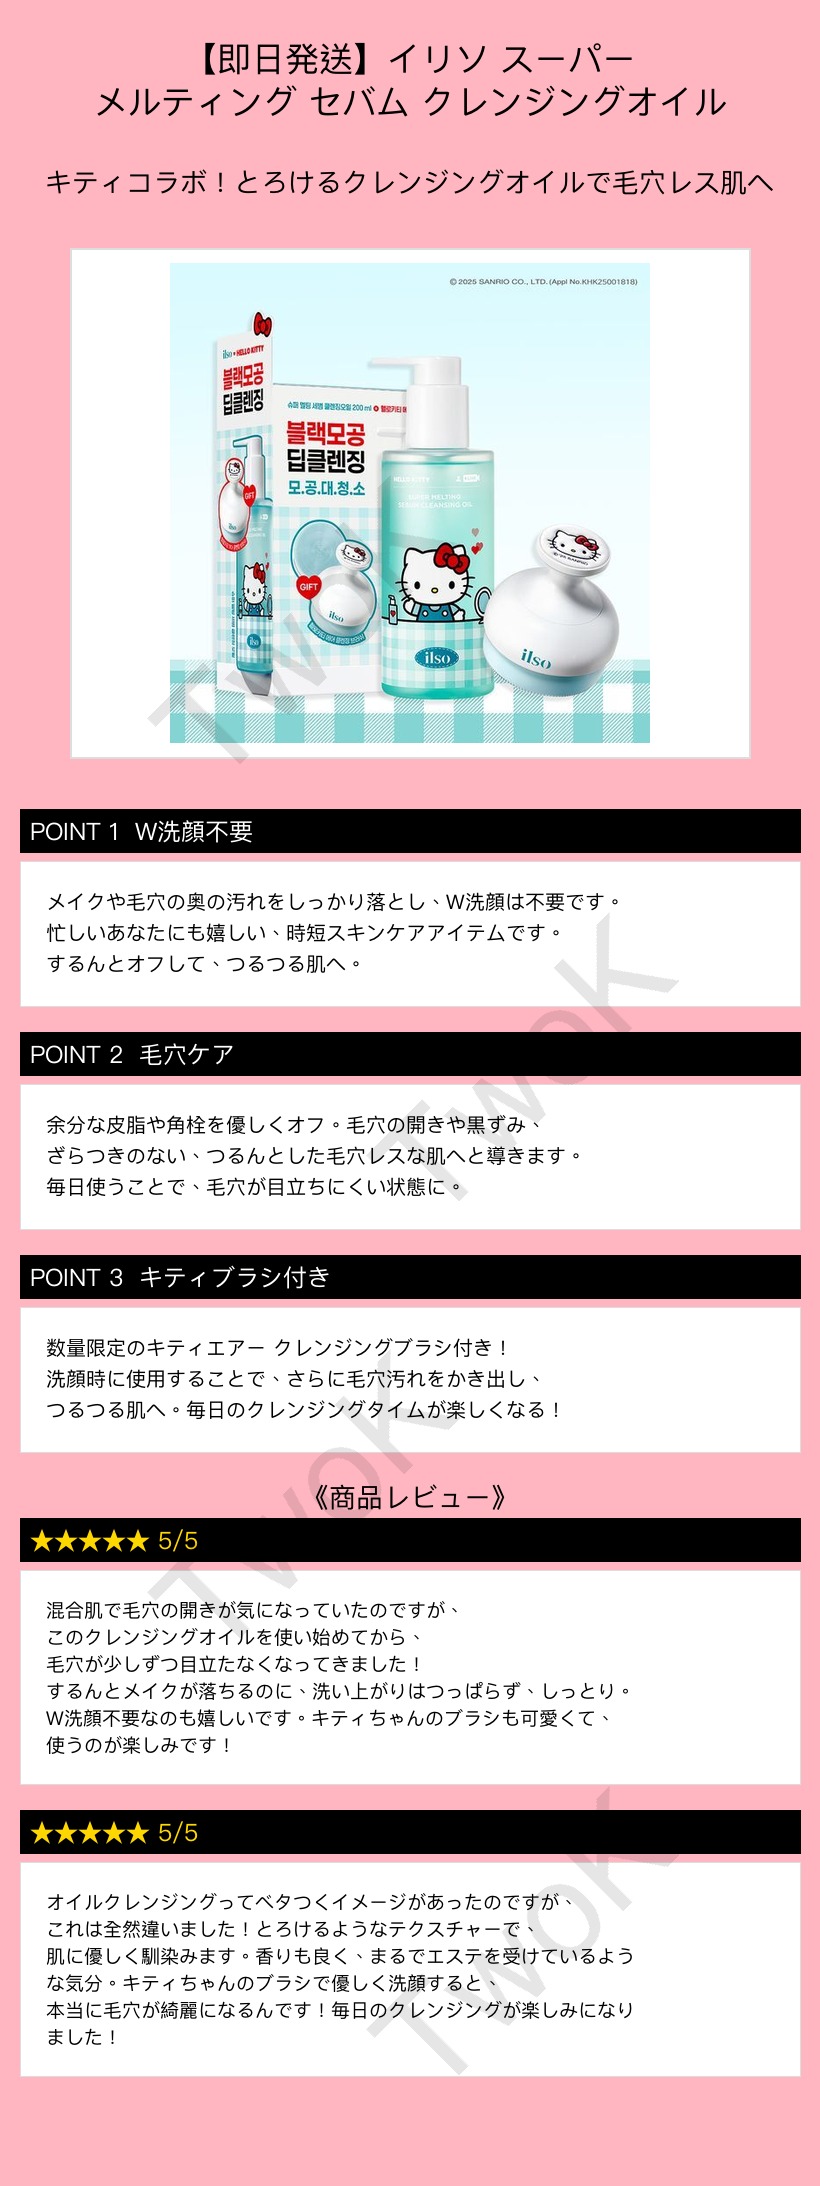 【即日発送】イリソ スーパー
メルティング セバム クレンジングオイル
キティコラボ！とろけるクレンジングオイルで毛穴レス肌へ
© 2025 SANRIO CO., LTD. (Appl No.KHK25001818)
ilso HELLO KITTY
블랙모공
딥클렌징
GIFT
ilso
슈퍼 멜팅 세범 클렌징오일 200 ml
블랙모공
딥클렌징
모.공.대.청.소
GIFT
ilso
HELLO KITTY
SUPER MELTING
SEBUM CLEANSING OIL
ilso
ilso
TwoK
POINT 1 W洗顔不要
メイクや毛穴の奥の汚れをしっかり落とし、W洗顔は不要です。
忙しいあなたにも嬉しい、時短スキンケアアイテムです。
するんとオフして、つるつる肌へ。
TwoK
POINT 2 毛穴ケア
余分な皮脂や角栓を優しくオフ。毛穴の開きや黒ずみ、
ざらつきのない、つるんとした毛穴レスな肌へと導きます。
毎日使うことで、毛穴が目立ちにくい状態に。
POINT 3 キティブラシ付き
数量限定のキティエアー クレンジングブラシ付き！
洗顔時に使用することで、さらに毛穴汚れをかき出し、
つるつる肌へ。毎日のクレンジングタイムが楽しくなる！
TwoK
《商品レビュー》
★★★★★ 5/5
混合肌で毛穴の開きが気になっていたのですが、
このクレンジングオイルを使い始めてから、
毛穴が少しずつ目立たなくなってきました！
するんとメイクが落ちるのに、洗い上がりはつっぱらず、しっとり。
W洗顔不要なのも嬉しいです。キティちゃんのブラシも可愛くて、
使うのが楽しみです！
★★★★★ 5/5
オイルクレンジングってベタつくイメージがあったのですが、
これは全然違いました！とろけるようなテクスチャーで、
肌に優しく馴染みます。香りも良く、まるでエステを受けているよう
な気分。キティちゃんのブラシで優しく洗顔すると、
本当に毛穴が綺麗になるんです！毎日のクレンジングが楽しみになり
ました！
TwoK